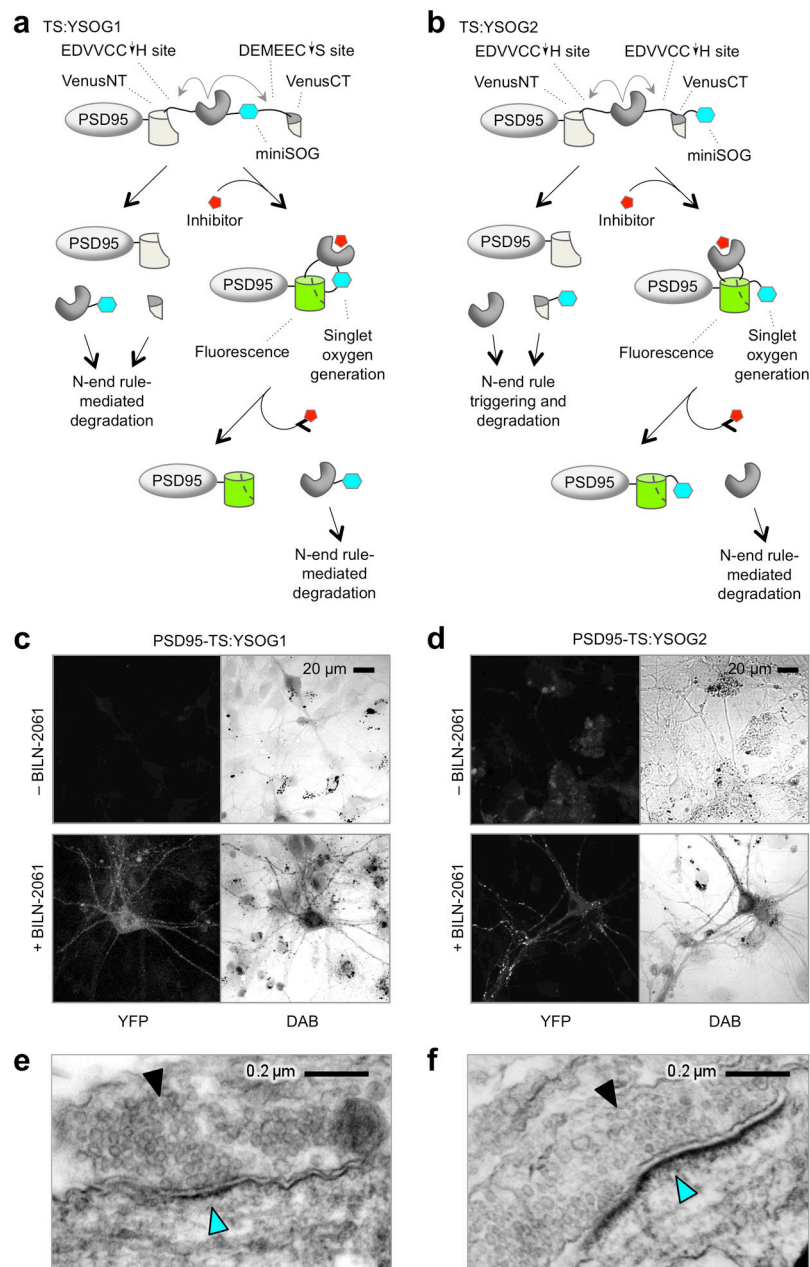 a
TS:YSOG1
EDVVCC H site
DEMEEC S site
VenusNT
VenusCT
PSD95
miniSOG
Inhibitor
PSD95
PSD95
Fluorescence
Singlet
oxygen
generation
N-end rule-
mediated
degradation
PSD95
N-end rule-
mediated
degradation
b
TS:YSOG2
EDVVCC H site
EDVVCC H site
VenusNT
VenusCT
PSD95
miniSOG
Inhibitor
PSD95
PSD95
Fluorescence
Singlet
oxygen
generation
N-end rule
triggering and
degradation
PSD95
N-end rule-
mediated
degradation
c
PSD95-TS:YSOG1
20 µm
– BILN-2061
+ BILN-2061
YFP
DAB
d
PSD95-TS:YSOG2
20 µm
– BILN-2061
+ BILN-2061
YFP
DAB
e
0.2 µm
f
0.2 µm